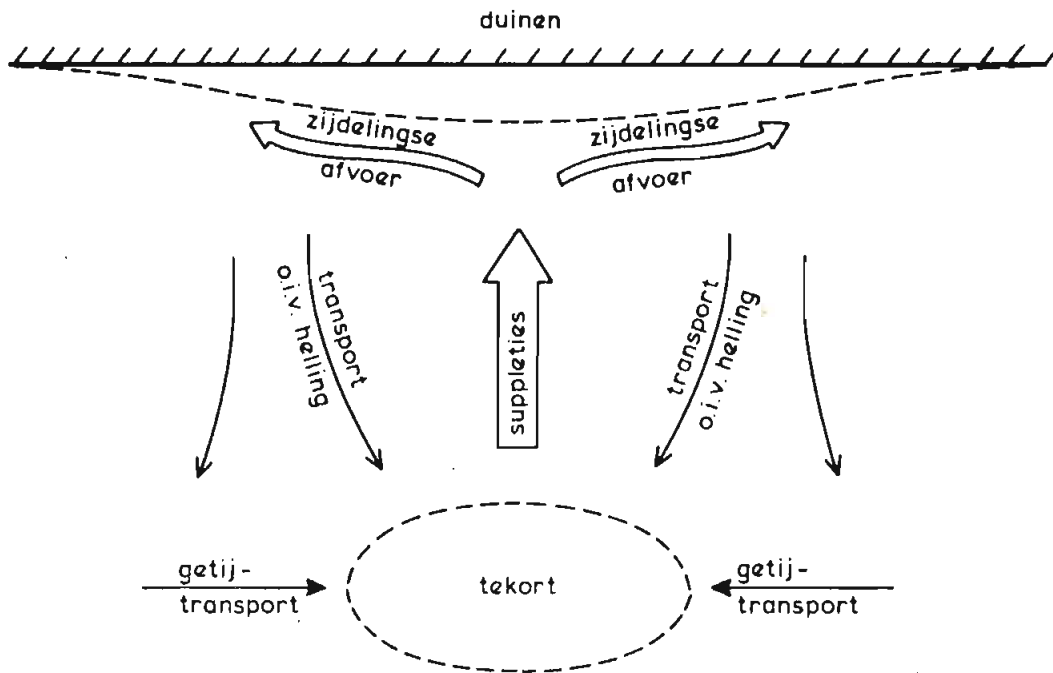 duinen
zijdelingse
afvoer
zijdelingse
afvoer
transport
o.i.v. helling
suppleties
transport
o.i.v. helling
getij-
transport
tekort
getij-
transport